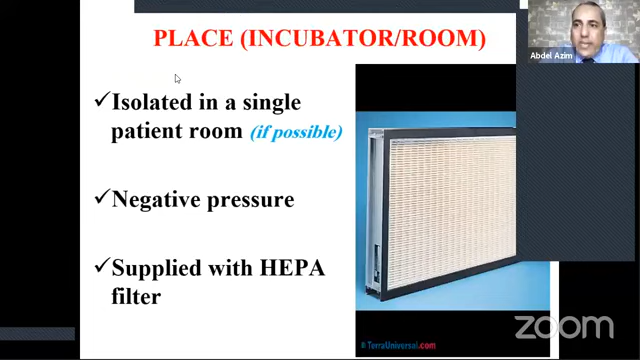 PLACE (INCUBATOR/ROOM)
Abdel Azim
✓Isolated in a single
patient room (if possible)
✓Negative pressure
✓Supplied with HEPA
filter
©TerraUniversal.com
zoom